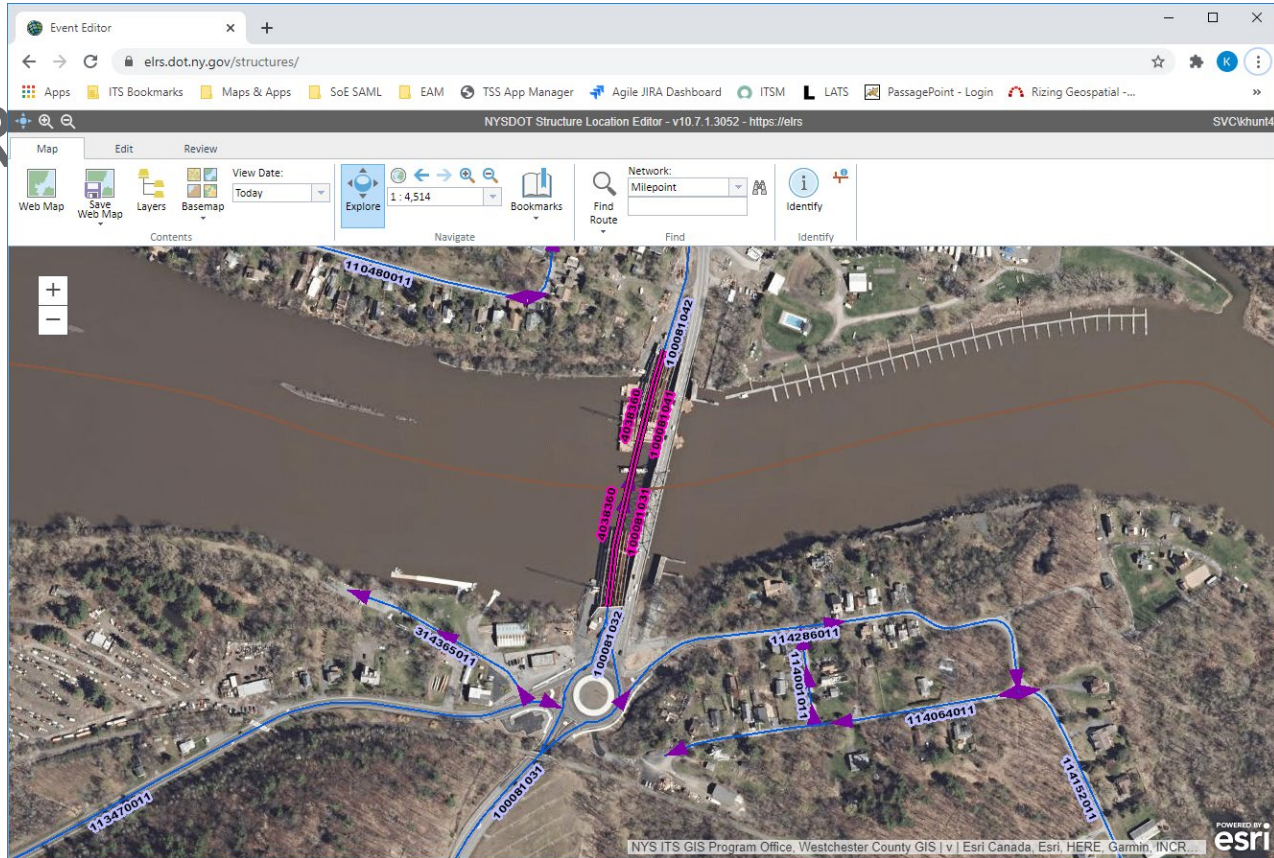 Event Editor
elrs.dot.ny.gov/structures/
K
Apps ITS Bookmarks Maps & Apps SoE SAML EAM TSS App Manager Agile JIRA Dashboard ITSM LATS PassagePoint - Login Rizing Geospatial -... »
NYSDOT Structure Location Editor - v10.7.1.3052 - https://elrs SVC\khunt4
Map Edit Review
Web Map
Save Web Map
Layers
Basemap
View Date:
Today
Contents
Explore
1 : 4,514
Bookmarks
Navigate
Find Route
Network:
Milepoint
Find
Identify
Identify
+
−
110480011
100081042
4038360
100081041
4038360
100081031
314365011
100081032
114286011
114001011
114064011
113470011
100081031
114152011
NYS ITS GIS Program Office, Westchester County GIS | v | Esri Canada, Esri, HERE, Garmin, INCR...
POWERED BY
esri